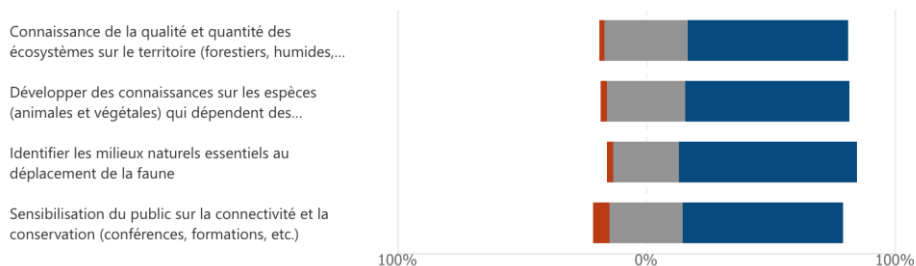 Connaissance de la qualité et quantité des
écosystèmes sur le territoire (forestiers, humides,...
Développer des connaissances sur les espèces
(animales et végétales) qui dépendent des...
Identifier les milieux naturels essentiels au
déplacement de la faune
Sensibilisation du public sur la connectivité et la
conservation (conférences, formations, etc.)
100% 0% 100%